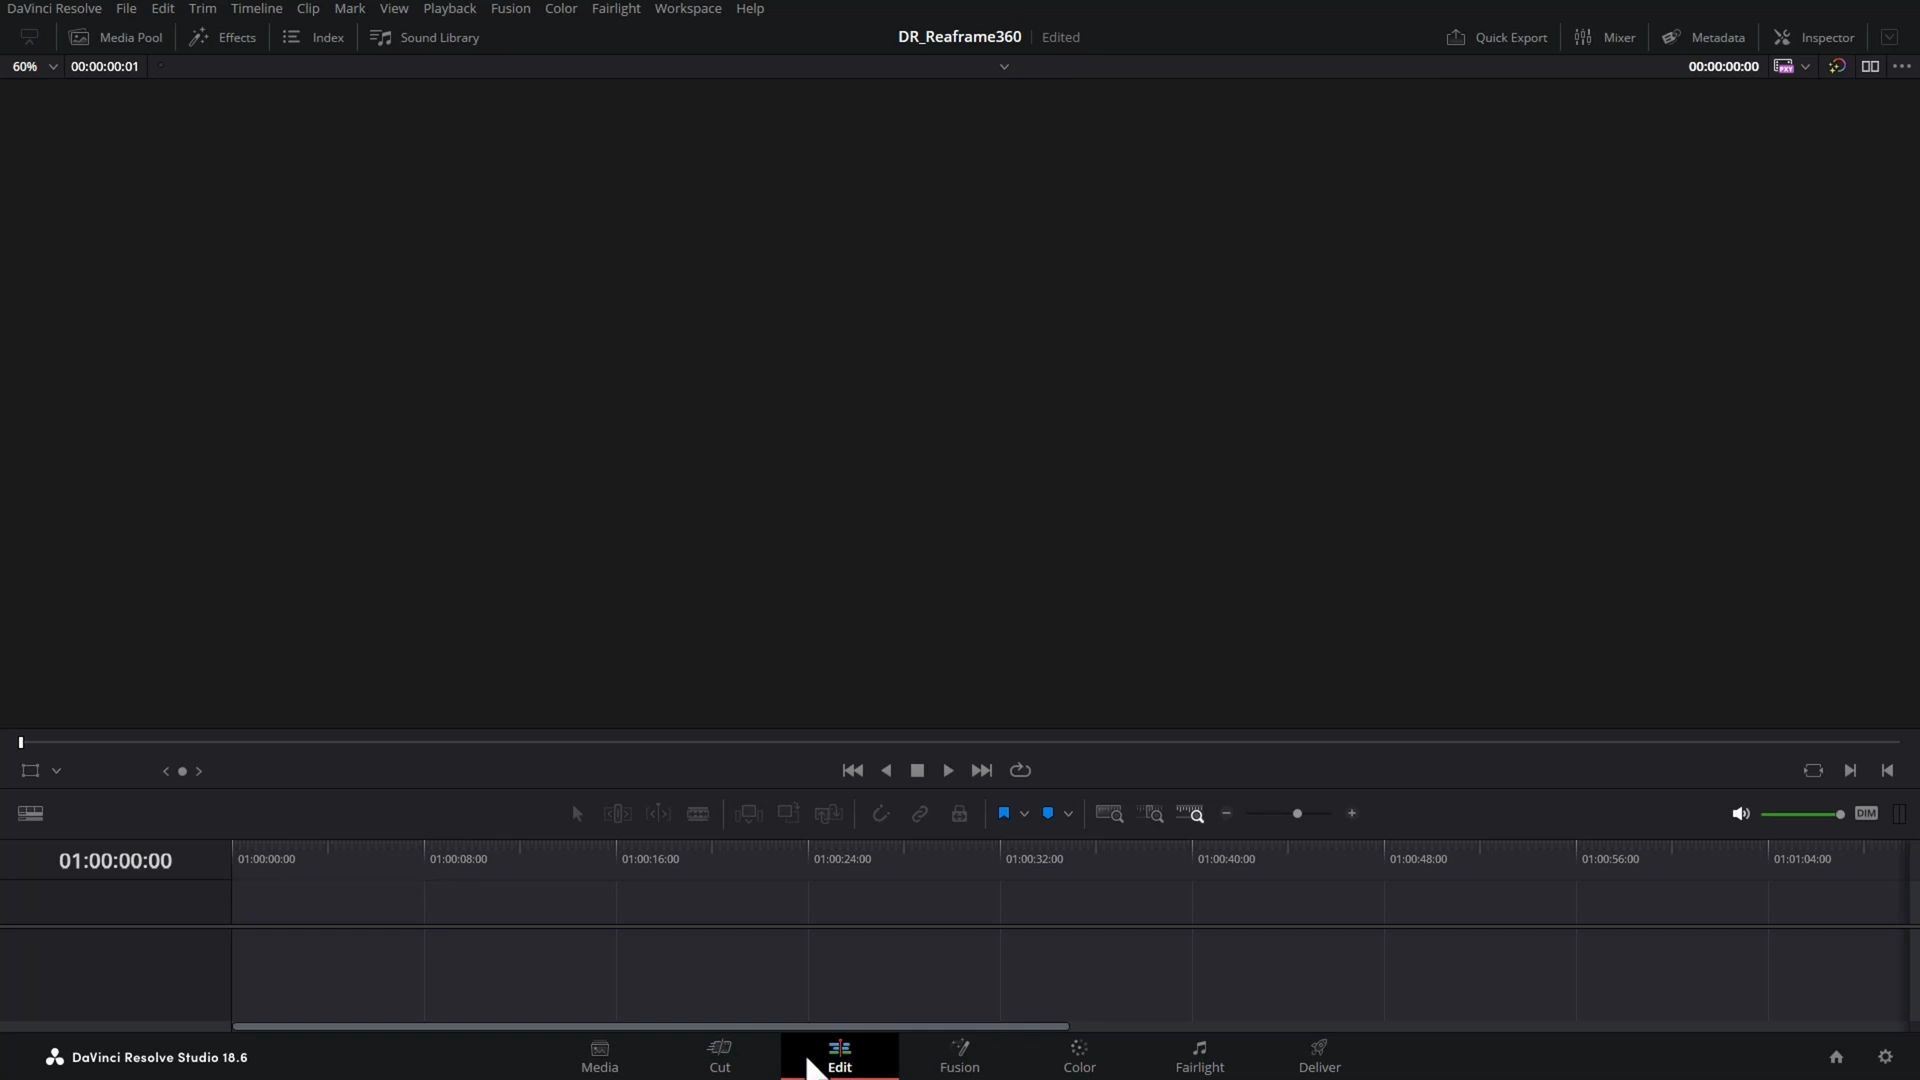 DaVinci Resolve File Edit Trim Timeline Clip Mark View Playback Fusion Color Fairlight Workspace Help
Media Pool Effects Index Sound Library DR_Reaframe360 Edited Quick Export Mixer Metadata Inspector
60% 00:00:00:01 00:00:00:00 PXY
DIM
01:00:00:00 01:00:00:00 01:00:08:00 01:00:16:00 01:00:24:00 01:00:32:00 01:00:40:00 01:00:48:00 01:00:56:00 01:01:04:00
DaVinci Resolve Studio 18.6 Media Cut Edit Fusion Color Fairlight Deliver